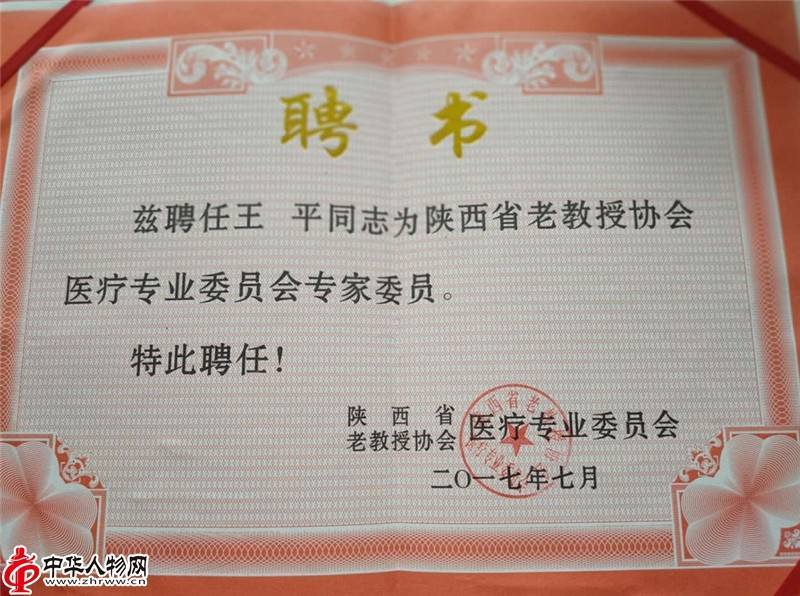 聘 书
兹聘任王 平同志为陕西省老教授协会
医疗专业委员会专家委员。
特此聘任！
陕 西 省
老教授协会 医疗专业委员会
二〇一七年七月
中华人物网
www.zhrww.cn